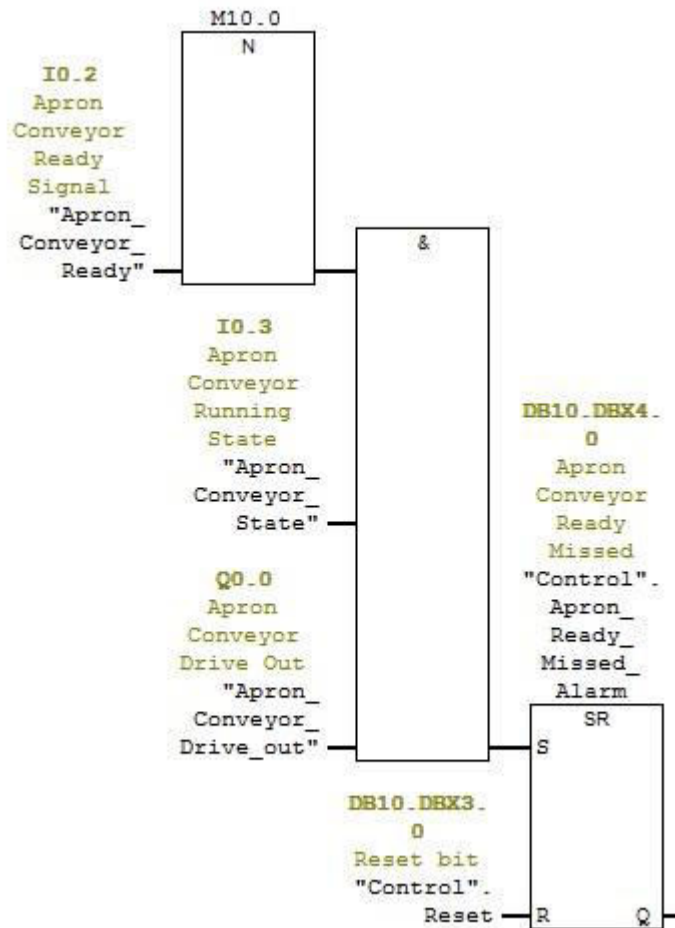 M10.0
N
I0.2
Apron
Conveyor
Ready
Signal
"Apron_
Conveyor_
Ready"
&
I0.3
Apron
Conveyor
Running
State
"Apron_
Conveyor_
State"
Q0.0
Apron
Conveyor
Drive Out
"Apron_
Conveyor_
Drive_out"
DB10.DBX4.
0
Apron
Conveyor
Ready
Missed
"Control".
Apron_
Ready_
Missed_
Alarm
SR
S
DB10.DBX3.
0
Reset bit
"Control".
Reset
R Q